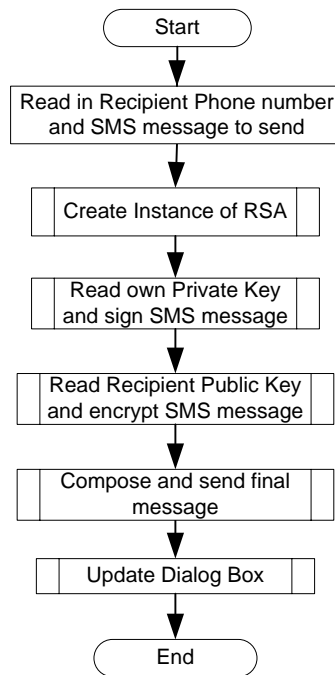 Start
Read in Recipient Phone number
and SMS message to send
Create Instance of RSA
Read own Private Key
and sign SMS message
Read Recipient Public Key
and encrypt SMS message
Compose and send final
message
Update Dialog Box
End